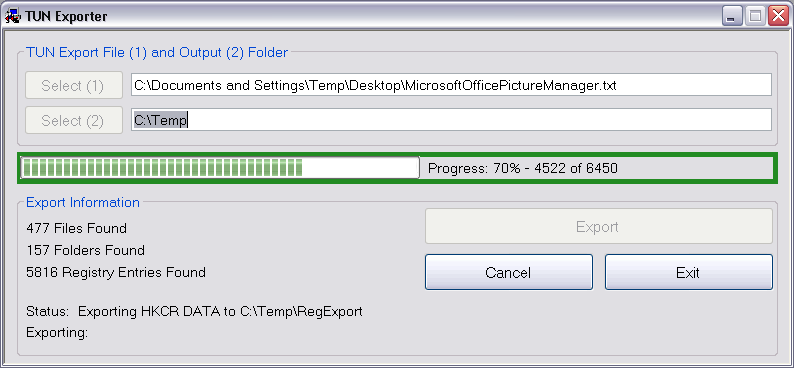 TUN Exporter
TUN Export File (1) and Output (2) Folder
Select (1)
C:\Documents and Settings\Temp\Desktop\MicrosoftOfficePictureManager.txt
Select (2)
C:\Temp
Progress: 70% - 4522 of 6450
Export Information
477 Files Found
157 Folders Found
5816 Registry Entries Found
Export
Cancel
Exit
Status: Exporting HKCR DATA to C:\Temp\RegExport
Exporting: